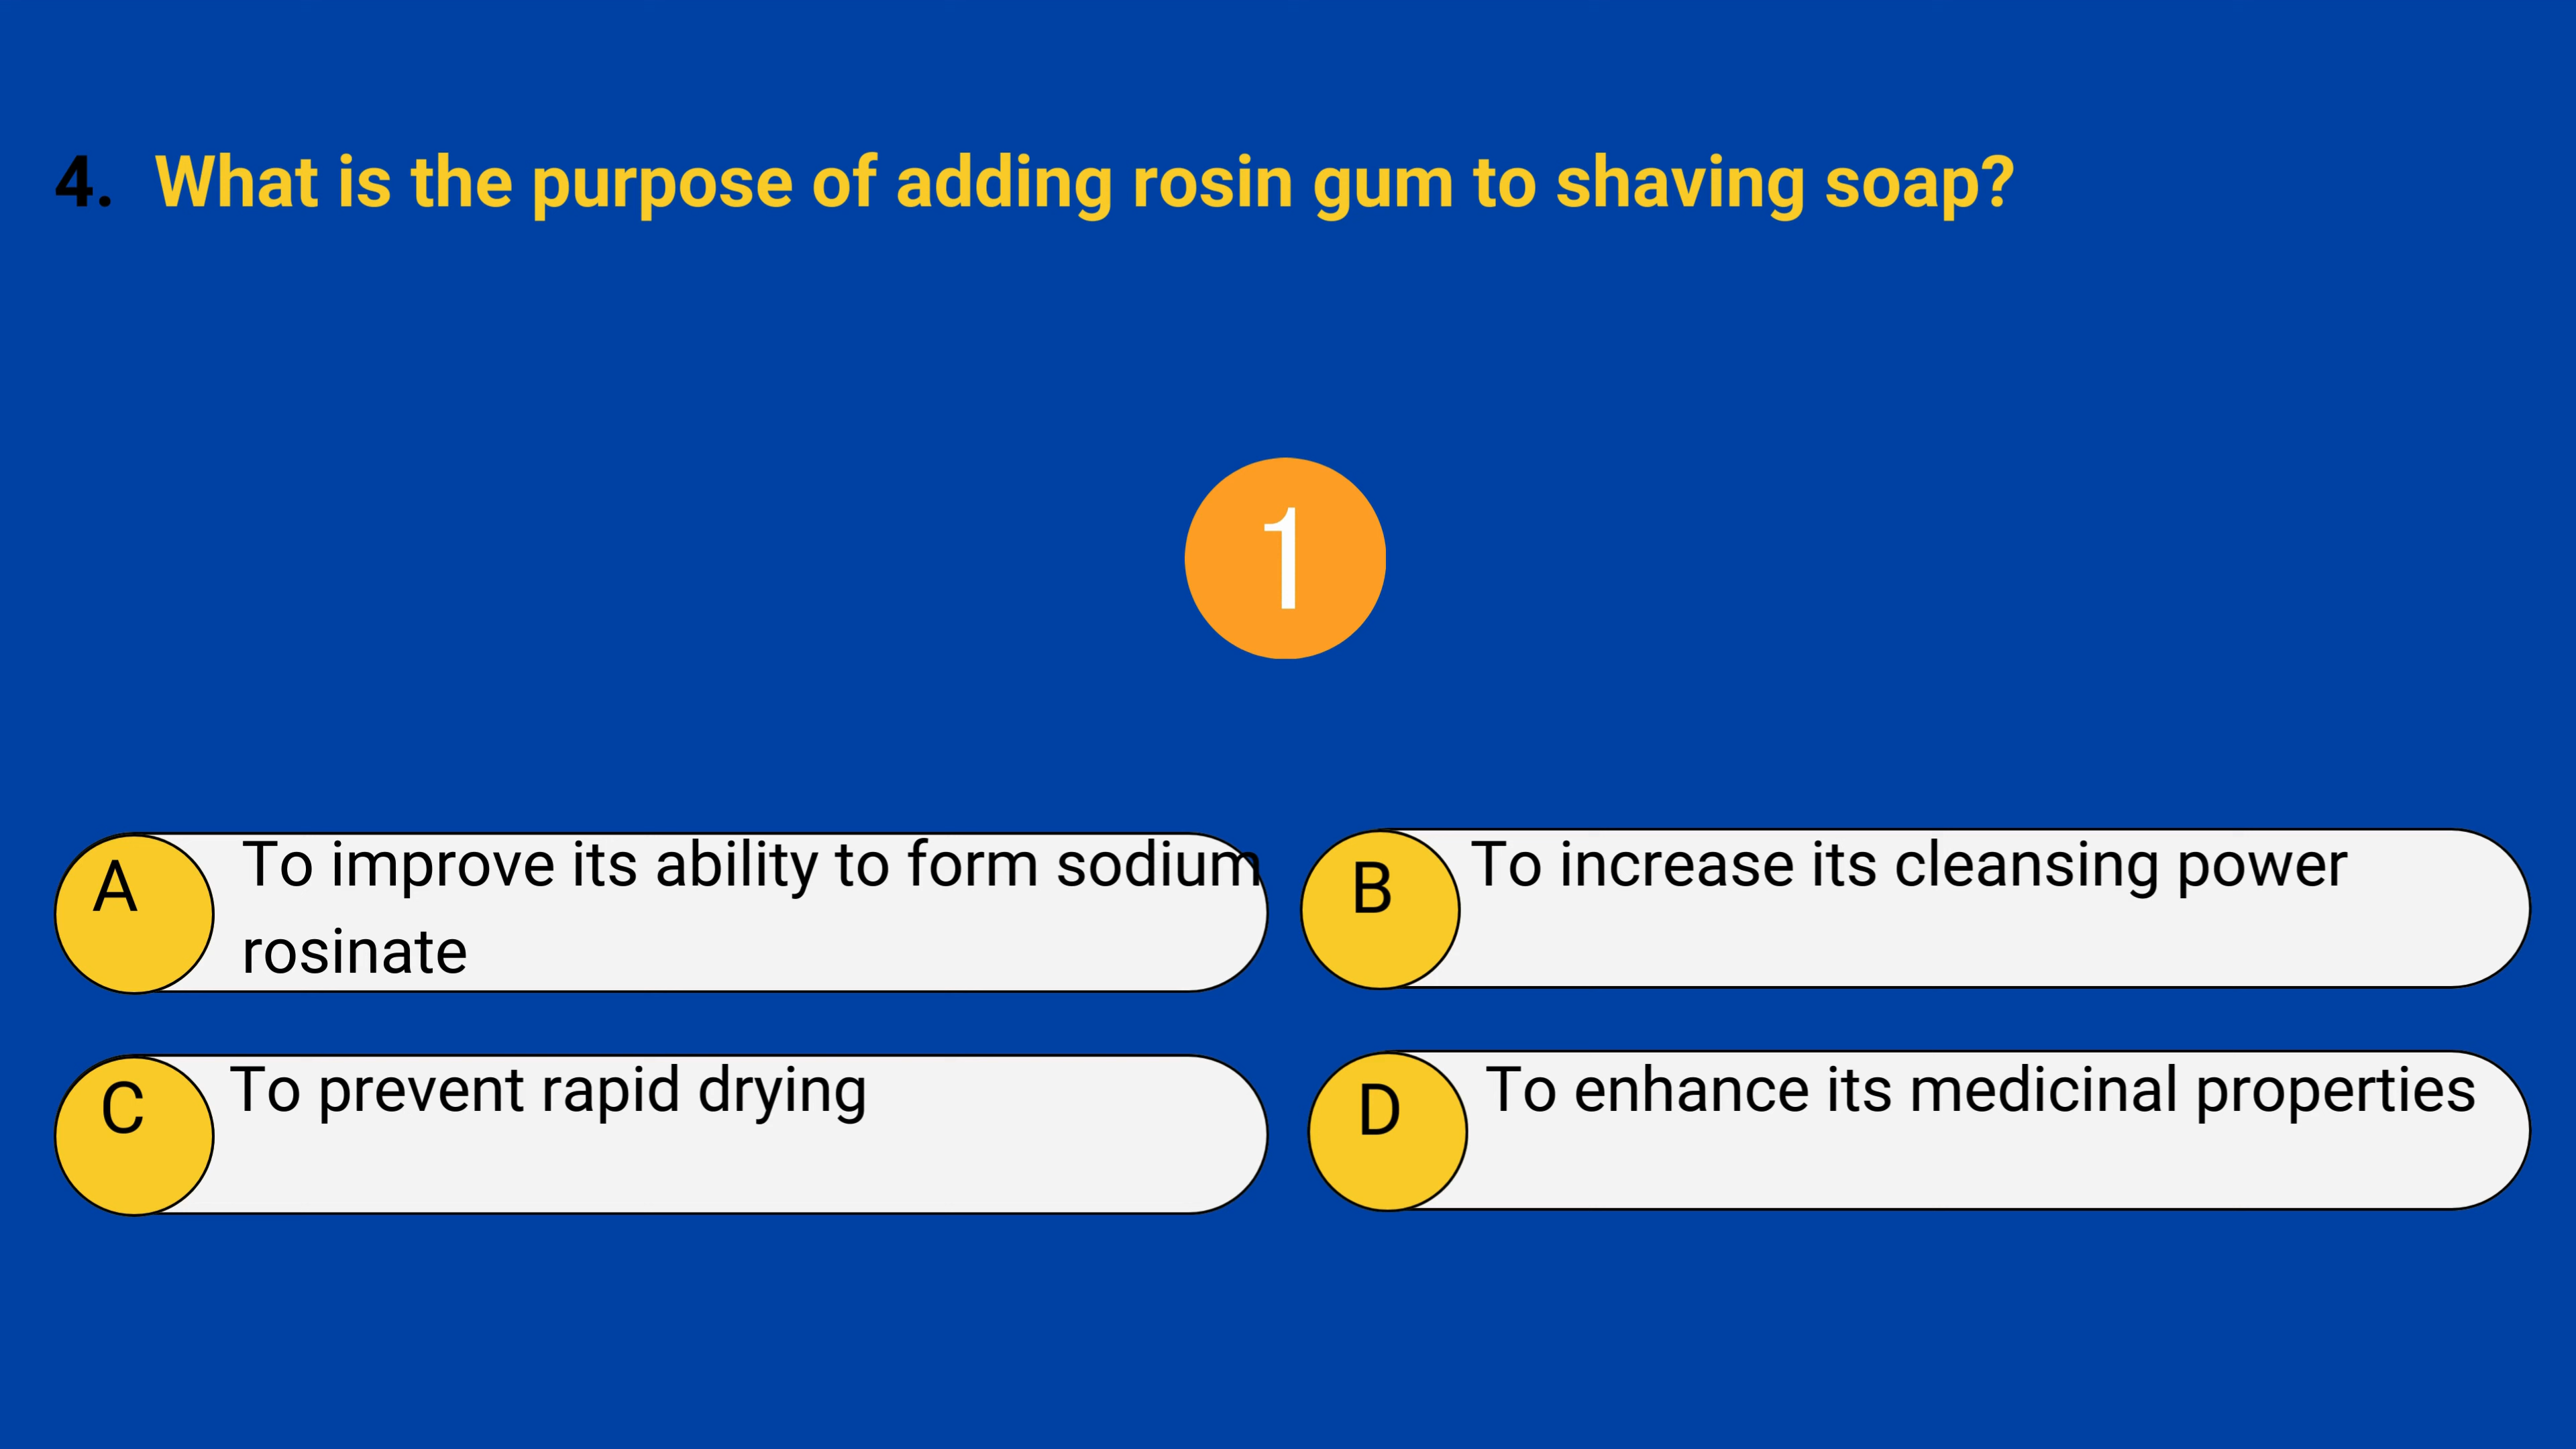 4. What is the purpose of adding rosin gum to shaving soap?
1
A To improve its ability to form sodium
rosinate
B To increase its cleansing power
C To prevent rapid drying
D To enhance its medicinal properties